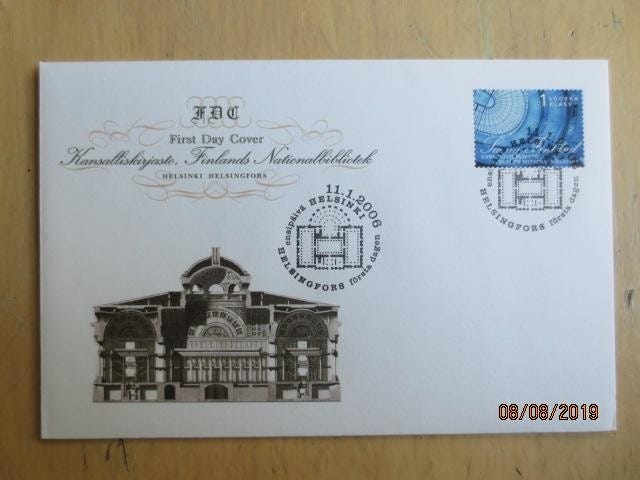 FDC
First Day Cover
Kansalliskirjasto, Finlands Nationalbibliotek
HELSINKI HELSINGFORS
1 LUOKKA
KLASS
Suomi Finland
11.1.2006
ensipäivä HELSINKI
HELSINGFORS första dagen
HELSINGFORS första dagen
08/08/2019